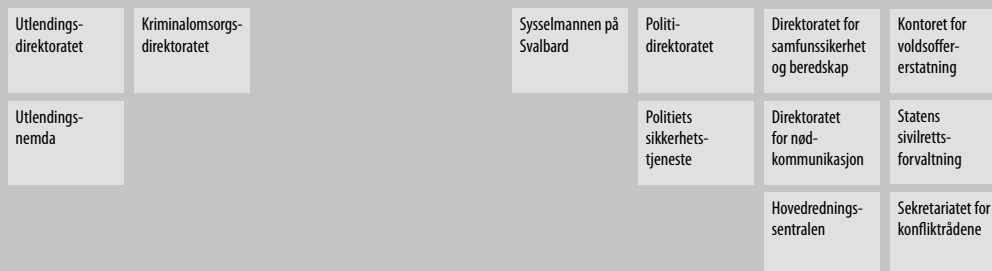 Utlendings-
direktoratet
Kriminalomsorgs-
direktoratet
Sysselmannen på
Svalbard
Politi-
direktoratet
Direktoratet for
samfunssikerhet
og beredskap
Kontoret for
voldsoffer-
erstatning
Utlendings-
nemda
Politiets
sikkerhets-
tjeneste
Direktoratet
for nød-
kommunikasjon
Statens
sivilretts-
forvaltning
Hovedrednings-
sentralen
Sekretariatet for
konfliktrådene